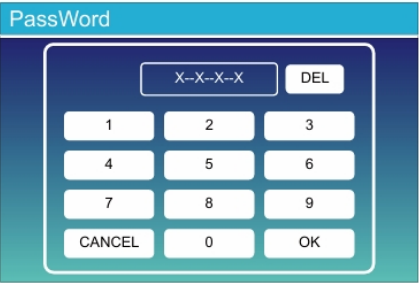 PassWord
X--X--X--X DEL
1 2 3
4 5 6
7 8 9
CANCEL 0 OK